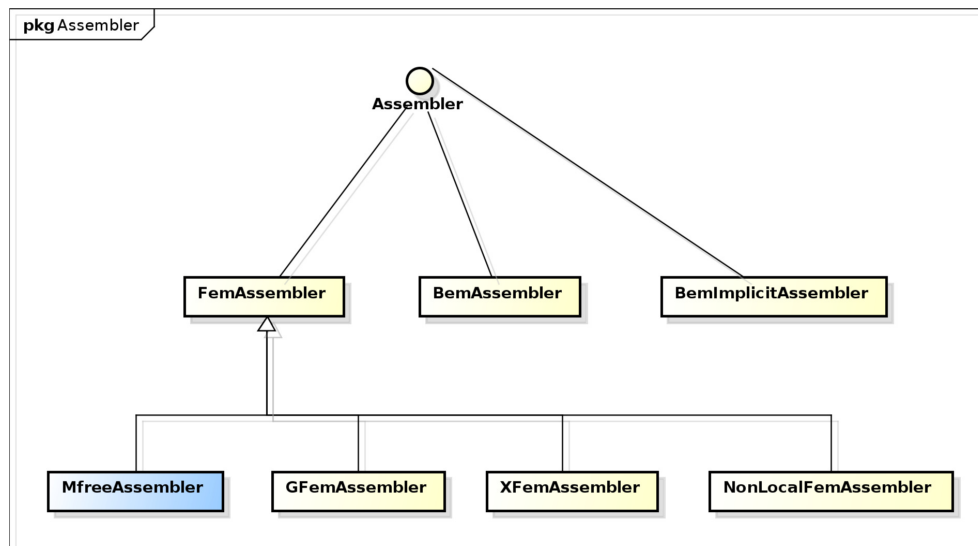 pkg Assembler
Assembler
FemAssembler
BemAssembler
BemImplicitAssembler
MfreeAssembler
GFemAssembler
XFemAssembler
NonLocalFemAssembler